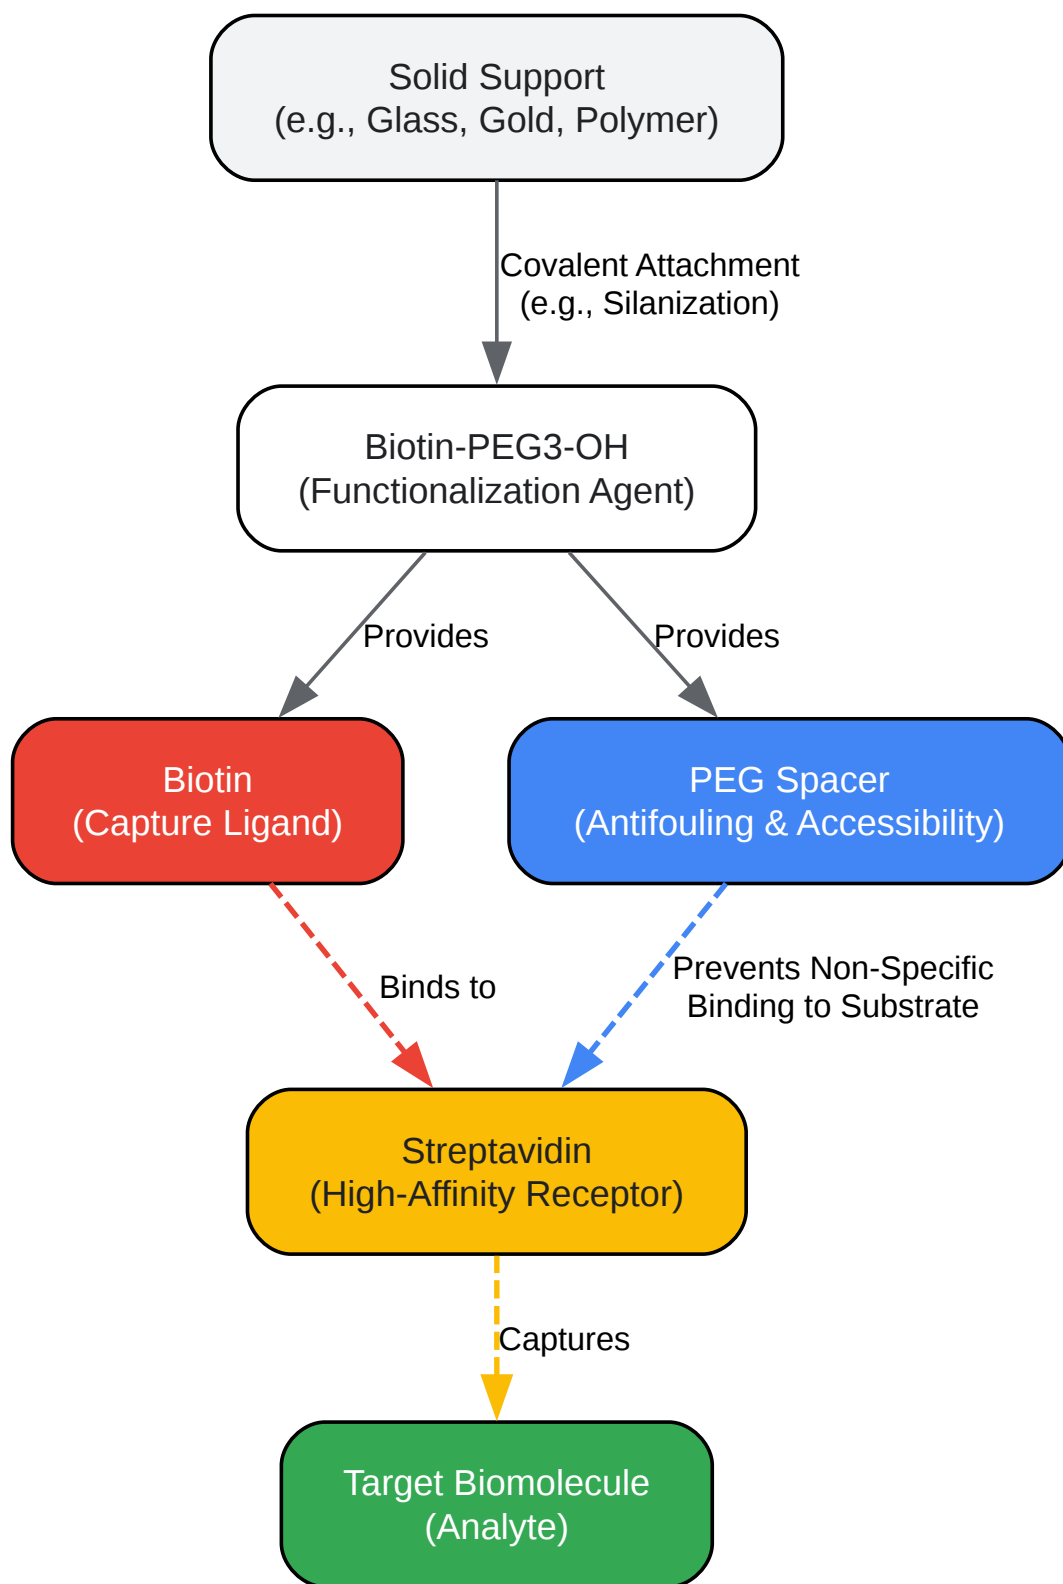 Solid Support
(e.g., Glass, Gold, Polymer)
Covalent Attachment
(e.g., Silanization)
Biotin-PEG3-OH
(Functionalization Agent)
Provides
Provides
Biotin
(Capture Ligand)
PEG Spacer
(Antifouling & Accessibility)
Binds to
Prevents Non-Specific
Binding to Substrate
Streptavidin
(High-Affinity Receptor)
Captures
Target Biomolecule
(Analyte)